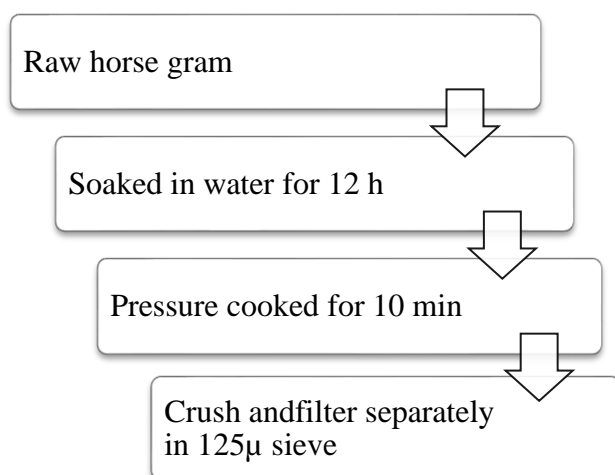 Raw horse gram
Soaked in water for 12 h
Pressure cooked for 10 min
Crush andfilter separately
in 125µ sieve